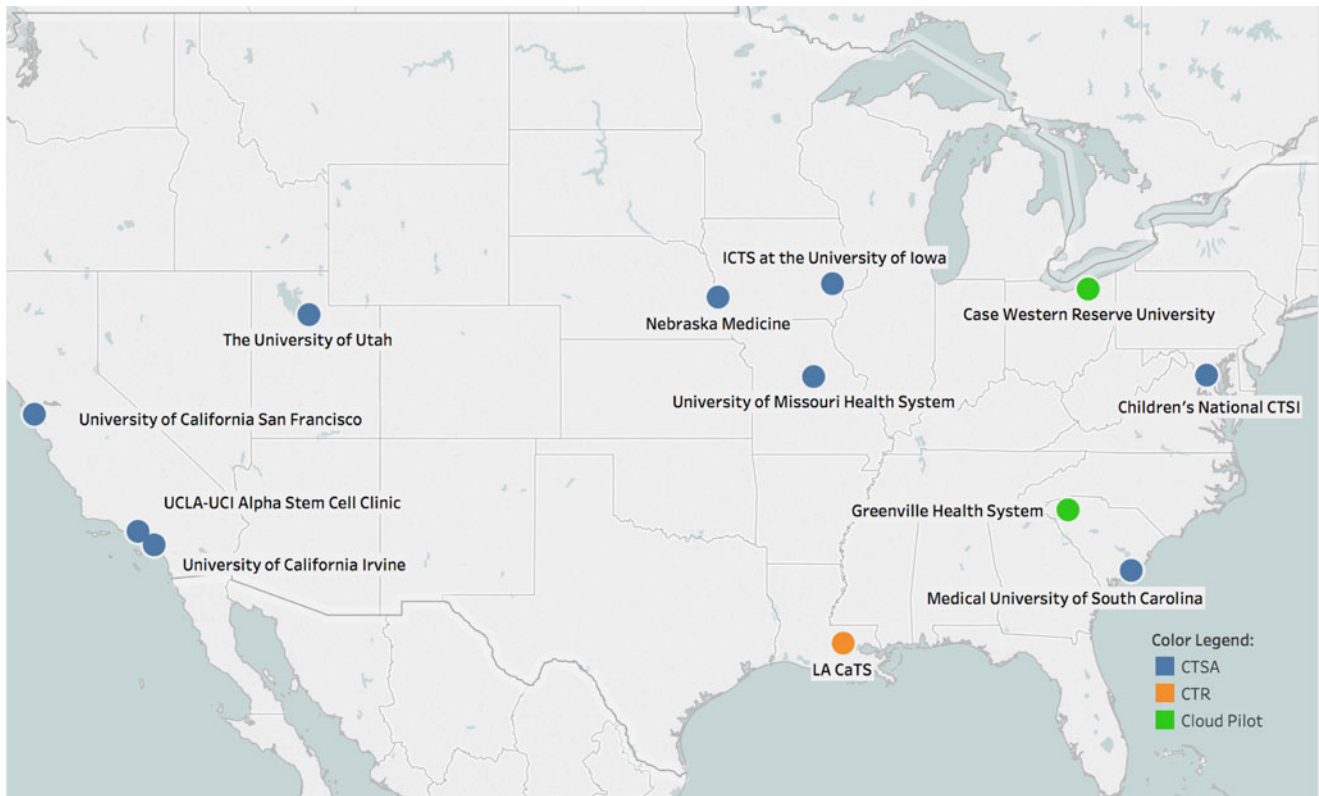 ICTS at the University of Iowa
Nebraska Medicine
Case Western Reserve University
The University of Utah
University of Missouri Health System
Children's National CTSI
University of California San Francisco
UCLA-UCI Alpha Stem Cell Clinic
Greenville Health System
University of California Irvine
Medical University of South Carolina
LA CaTS
Color Legend:
CTSA
CTR
Cloud Pilot